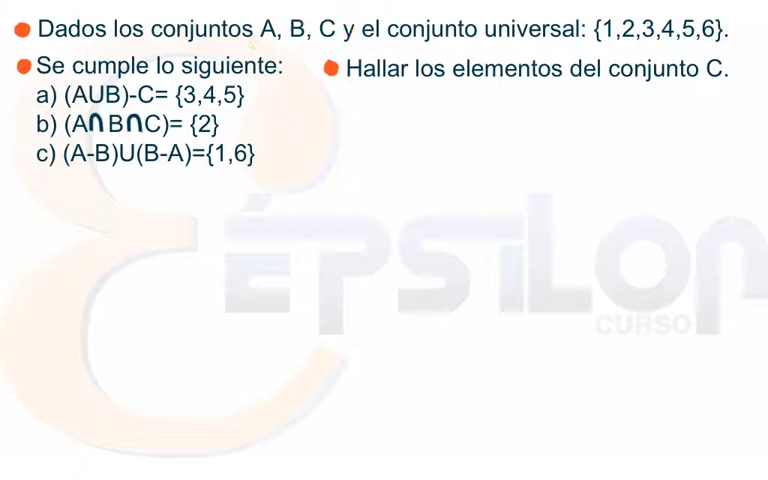 Dados los conjuntos A, B, C y el conjunto universal: {1,2,3,4,5,6}.
Se cumple lo siguiente:
Hallar los elementos del conjunto C.
a) (AUB)-C= {3,4,5}
b) (A∩B∩C)= {2}
c) (A-B)U(B-A)={1,6}
ÉPSILON
CURSO